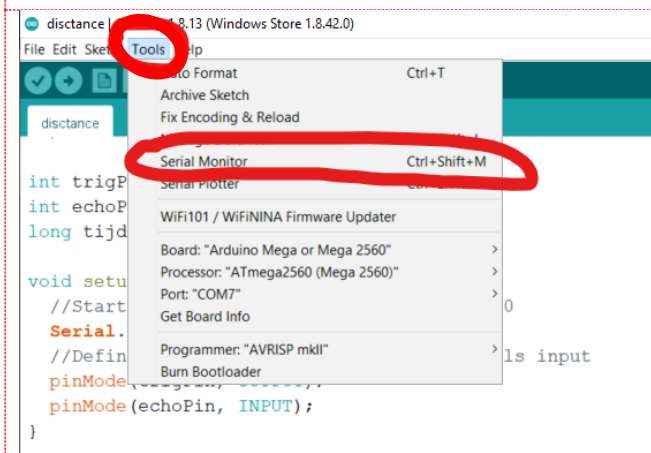 disctance | 1.8.13 (Windows Store 1.8.42.0)
File Edit Tools
Auto Format Ctrl+T
Archive Sketch
Fix Encoding & Reload
disctance
Serial Monitor Ctrl+Shift+M
Serial Plotter
int trigP
int echoP
WiFi101 / WiFiNINA Firmware Updater
long tijd
Board: "Arduino Mega or Mega 2560" >
Processor: "ATmega2560 (Mega 2560)" >
void setu
Port: "COM7" >
//Start 0
Get Board Info
Serial.
Programmer: "AVRISP mkII" >
//Defin ls input
Burn Bootloader
pinMode(
pinMode(echoPin, INPUT);
}